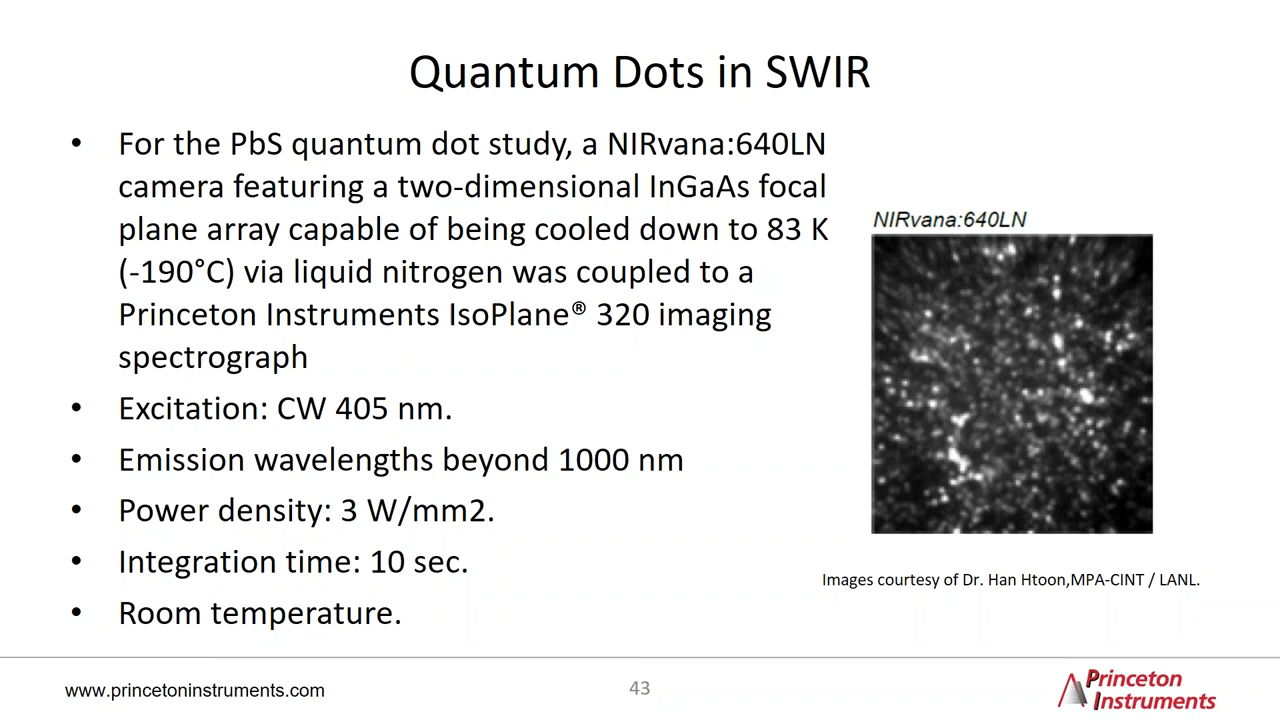 Quantum Dots in SWIR
• For the PbS quantum dot study, a NIRvana:640LN
camera featuring a two-dimensional InGaAs focal
plane array capable of being cooled down to 83 K
(-190°C) via liquid nitrogen was coupled to a
Princeton Instruments IsoPlane® 320 imaging
spectrograph
• Excitation: CW 405 nm.
• Emission wavelengths beyond 1000 nm
• Power density: 3 W/mm2.
• Integration time: 10 sec.
• Room temperature.
NIRvana:640LN
Images courtesy of Dr. Han Htoon,MPA-CINT / LANL.
www.princetoninstruments.com
43
Princeton
Instruments